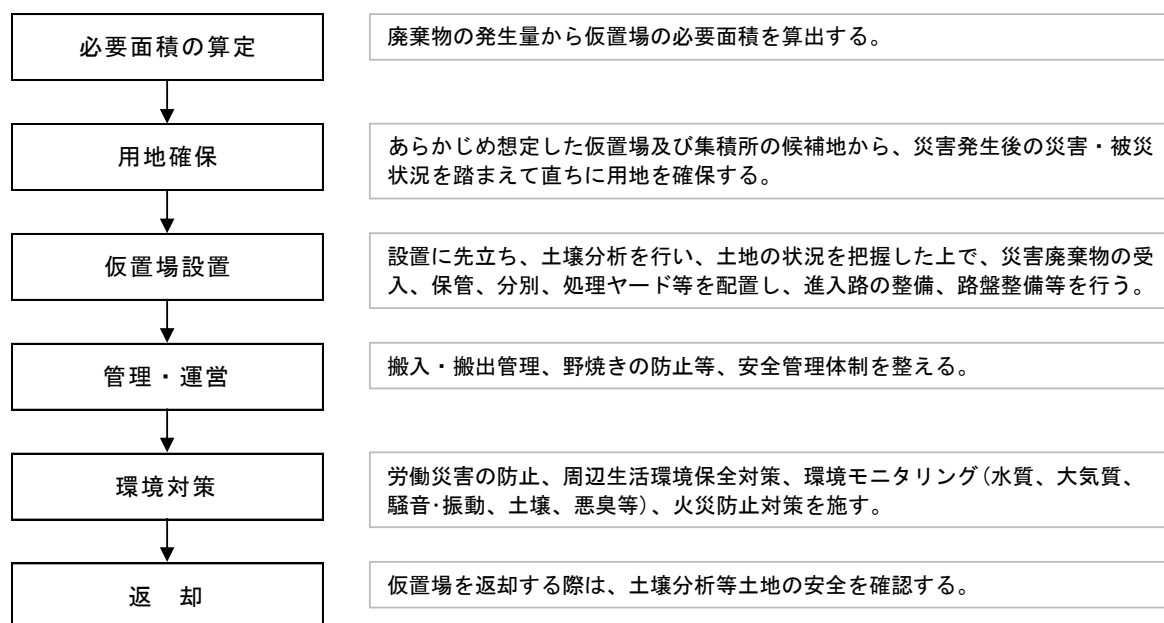 必要面積の算定
廃棄物の発生量から仮置場の必要面積を算出する。
用地確保
あらかじめ想定した仮置場及び集積所の候補地から、災害発生後の災害・被災
状況を踏まえて直ちに用地を確保する。
仮置場設置
設置に先立ち、土壌分析を行い、土地の状況を把握した上で、災害廃棄物の受
入、保管、分別、処理ヤード等を配置し、進入路の整備、路盤整備等を行う。
管理・運営
搬入・搬出管理、野焼きの防止等、安全管理体制を整える。
環境対策
労働災害の防止、周辺生活環境保全対策、環境モニタリング(水質、大気質、
騒音・振動、土壌、悪臭等)、火災防止対策を施す。
返 却
仮置場を返却する際は、土壌分析等土地の安全を確認する。